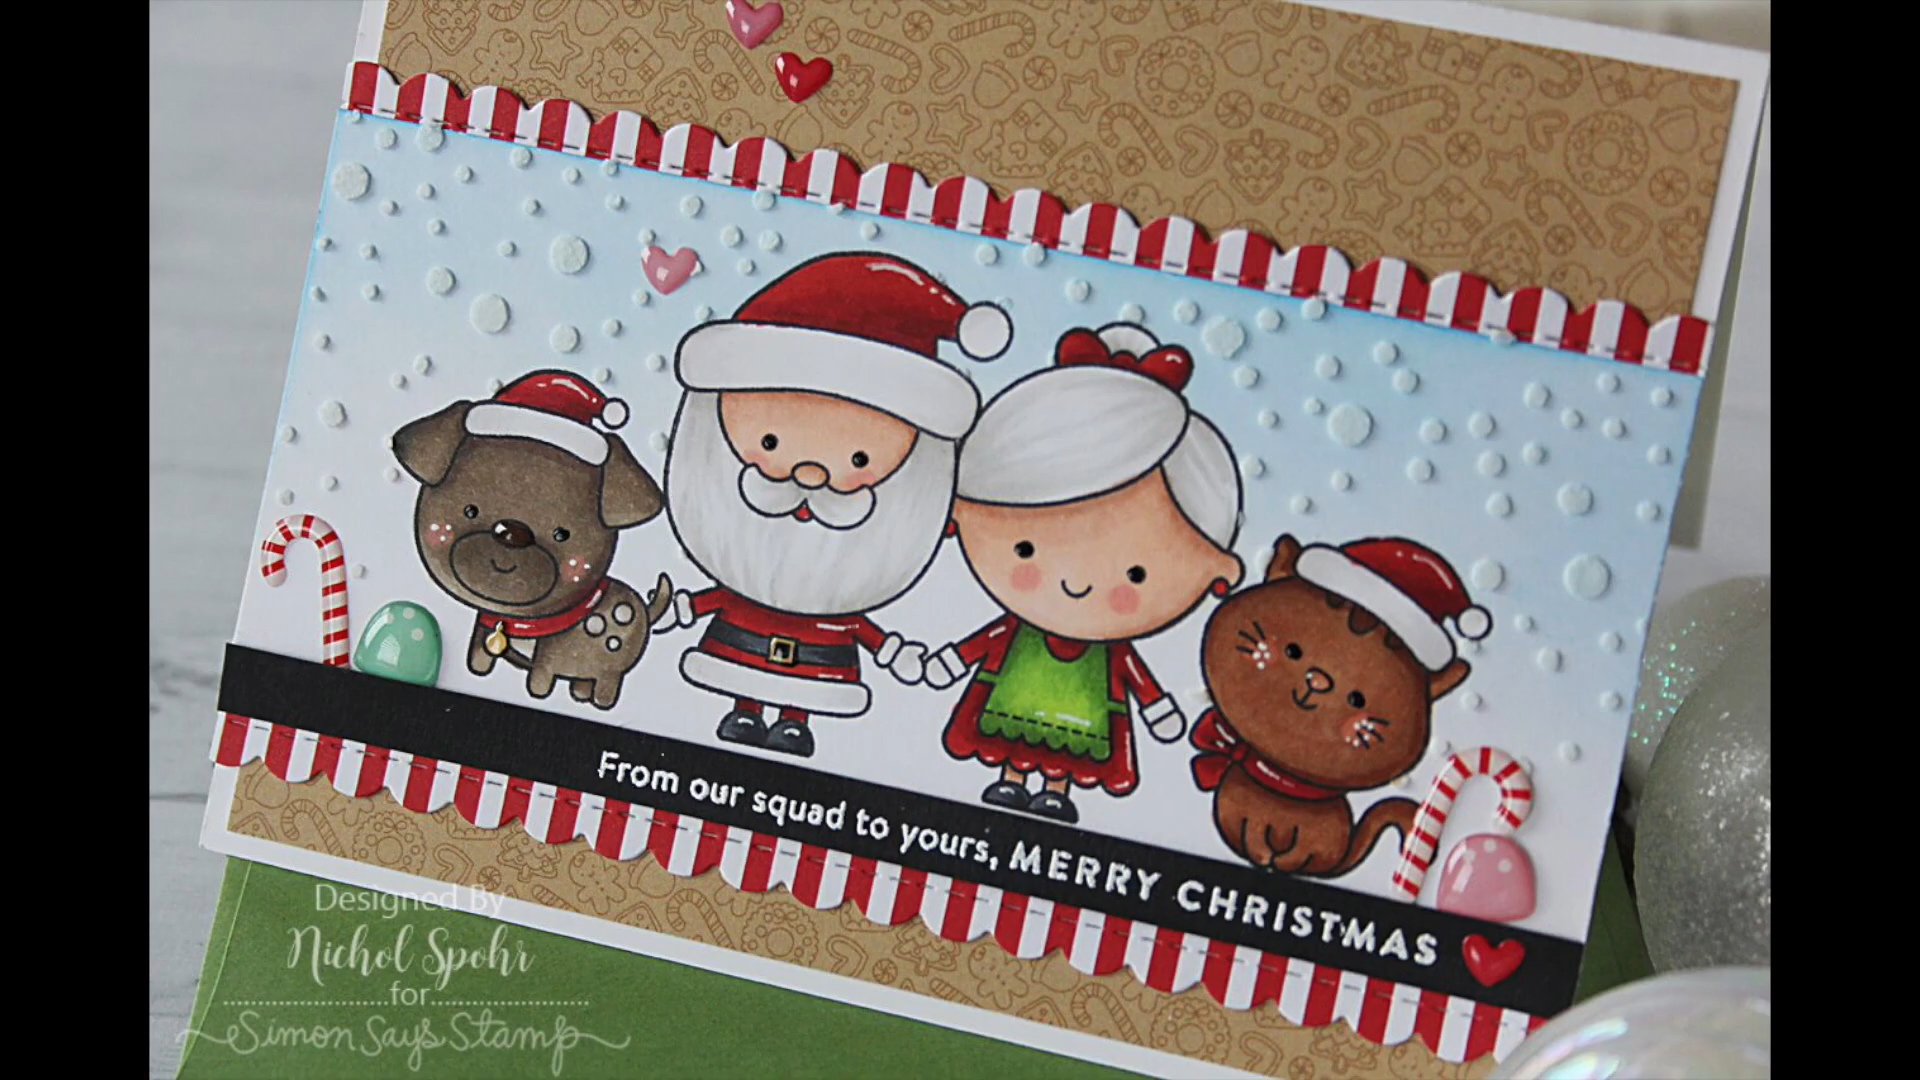 From our squad to yours, MERRY CHRISTMAS
Designed By
Nichol Spohr
for
Simon Says Stamp